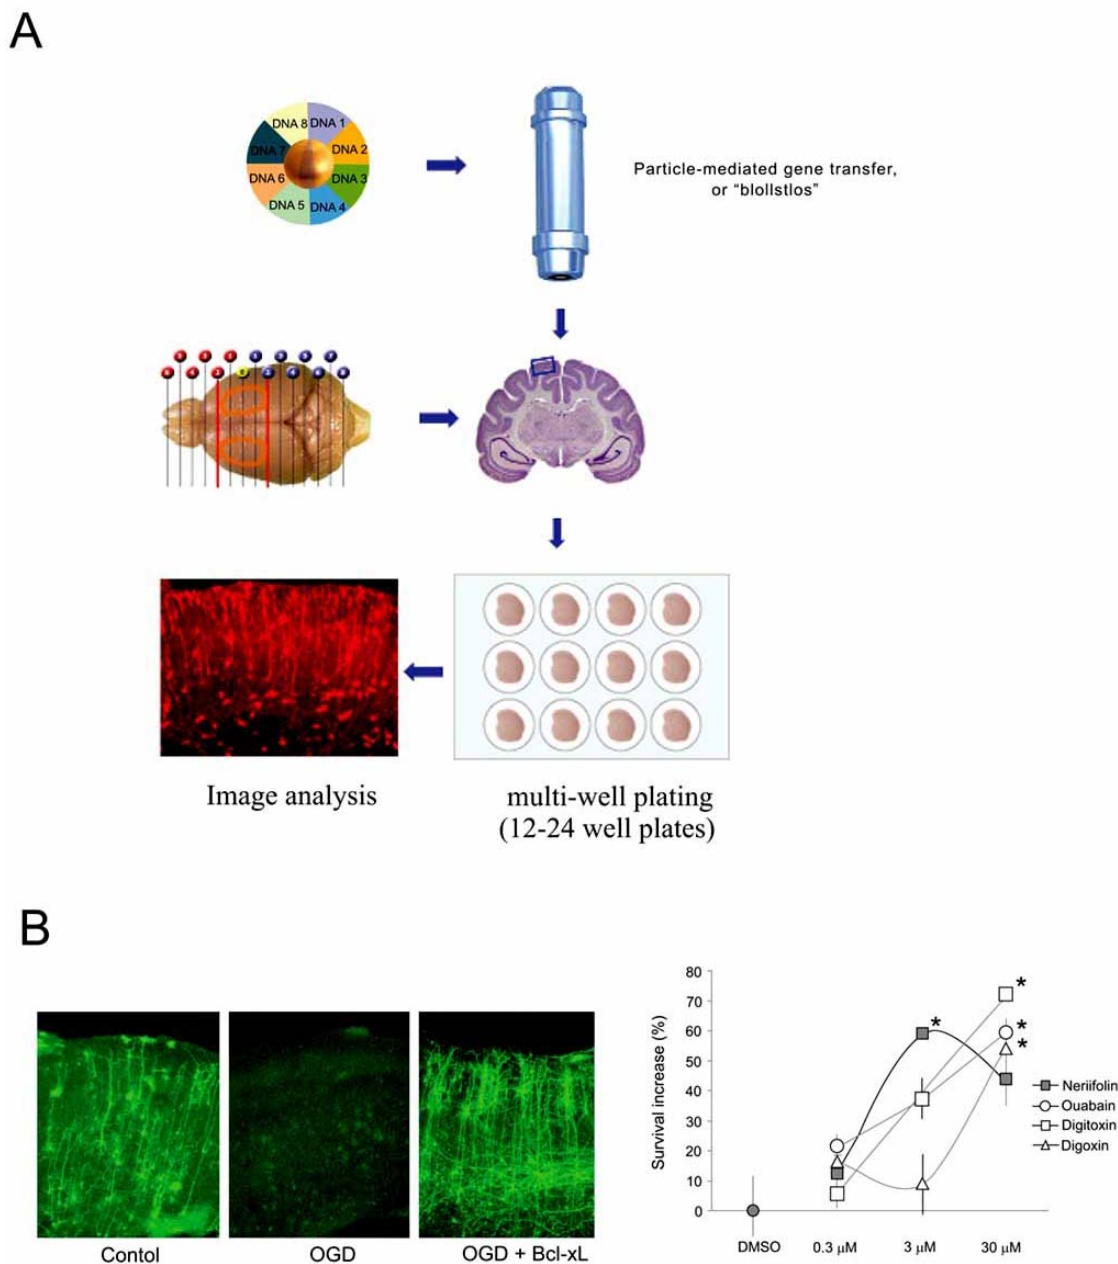 A
DNA 8 DNA 1
DNA 7 DNA 2
DNA 6 DNA 3
DNA 5 DNA 4
Particle-mediated gene transfer,
or “blollstlos”
Image analysis
multi-well plating
(12-24 well plates)
B
Contol
OGD
OGD + Bcl-xL
Survival increase (%)
80
70
60
50
40
30
20
10
0
*
*
*
*
DMSO 0.3 µM 3 µM 30 µM
Neriifolin
Ouabain
Digitoxin
Digoxin